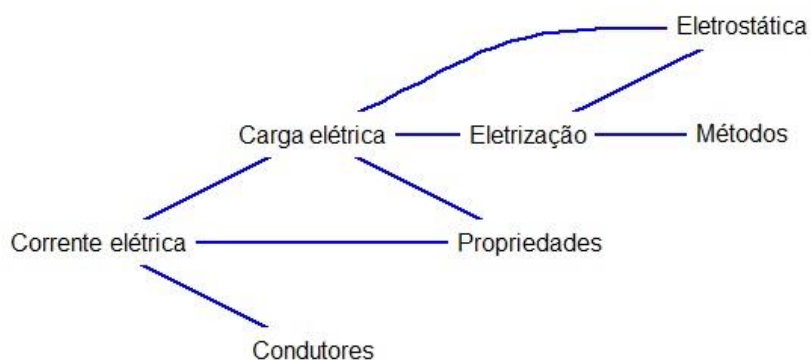 Eletrostática
Carga elétrica
Eletrização
Métodos
Corrente elétrica
Propriedades
Condutores